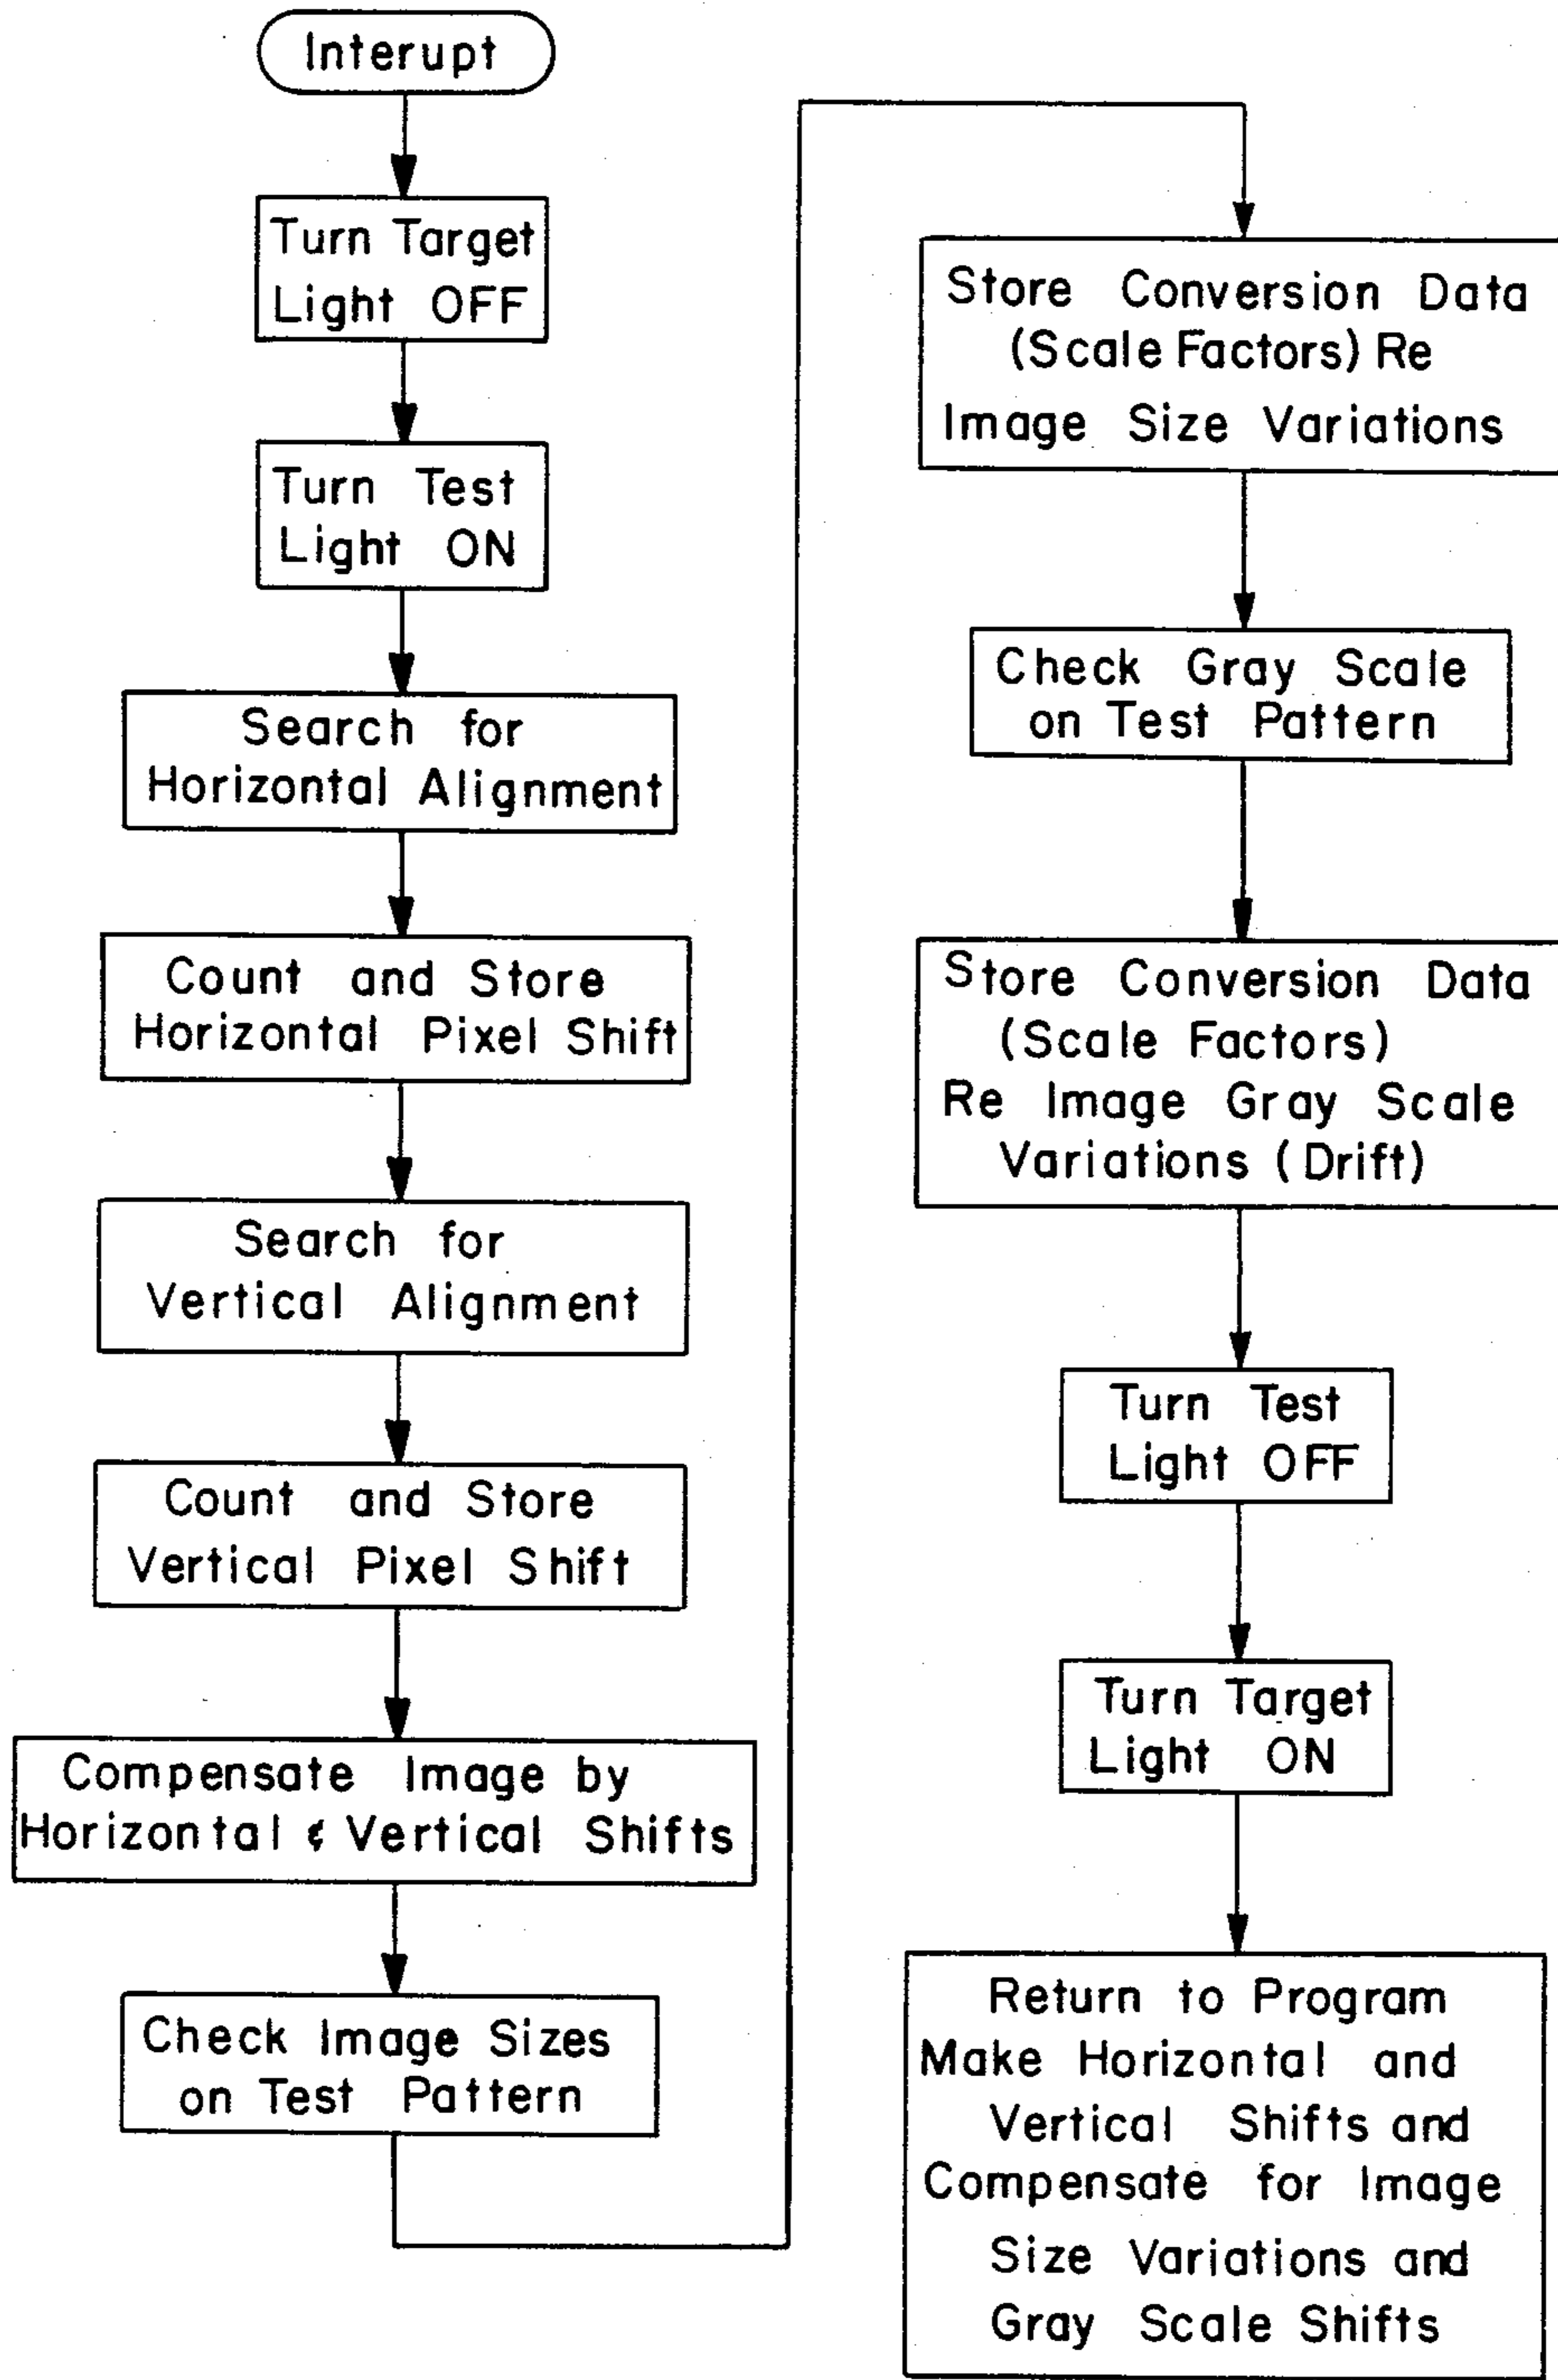 Interupt
Turn Target
Light OFF
Turn Test
Light ON
Search for
Horizontal Alignment
Count and Store
Horizontal Pixel Shift
Search for
Vertical Alignment
Count and Store
Vertical Pixel Shift
Compensate Image by
Horizontal & Vertical Shifts
Check Image Sizes
on Test Pattern
Store Conversion Data
(Scale Factors) Re
Image Size Variations
Check Gray Scale
on Test Pattern
Store Conversion Data
(Scale Factors)
Re Image Gray Scale
Variations (Drift)
Turn Test
Light OFF
Turn Target
Light ON
Return to Program
Make Horizontal and
Vertical Shifts and
Compensate for Image
Size Variations and
Gray Scale Shifts